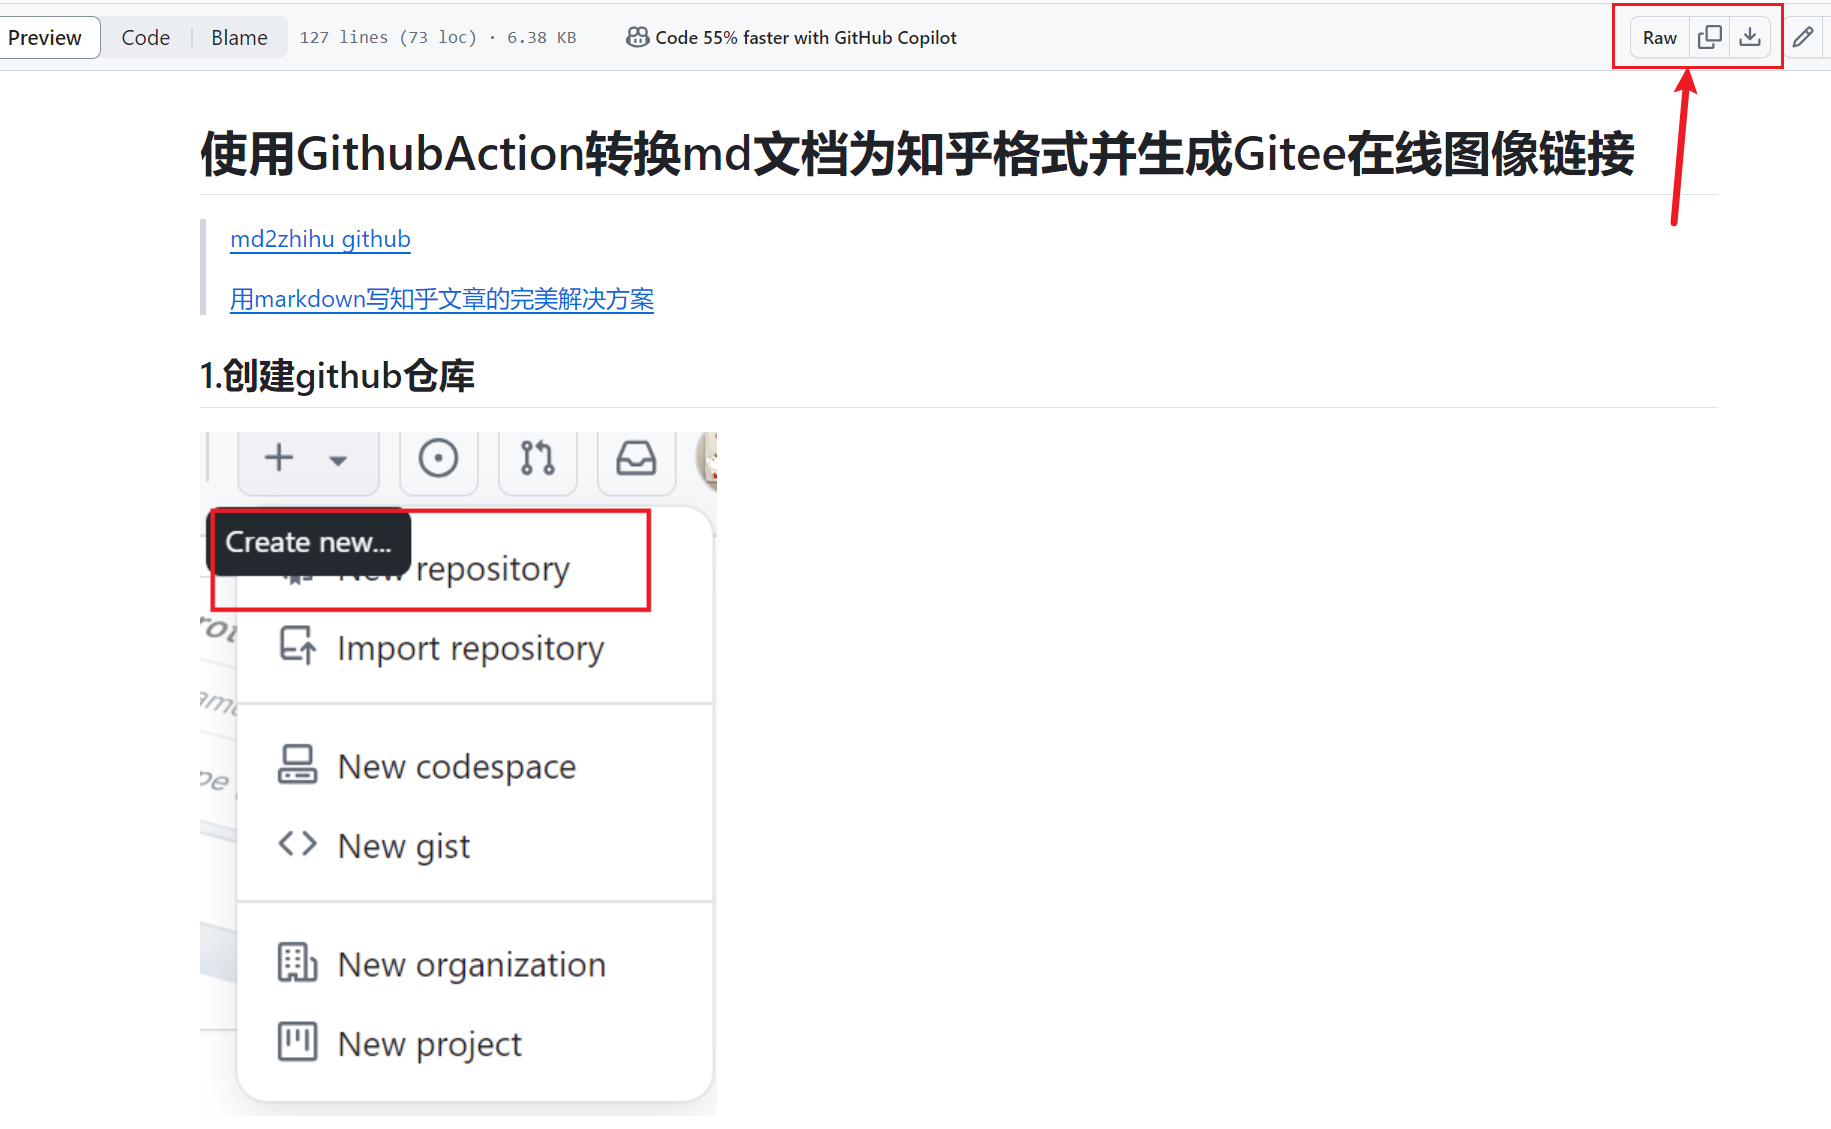 Preview Code Blame 127 lines (73 loc) · 6.38 KB Code 55% faster with GitHub Copilot Raw
使用GithubAction转换md文档为知乎格式并生成Gitee在线图像链接
md2zhihu github
用markdown写知乎文章的完美解决方案
1.创建github仓库
Create new...
New repository
Import repository
New codespace
New gist
New organization
New project